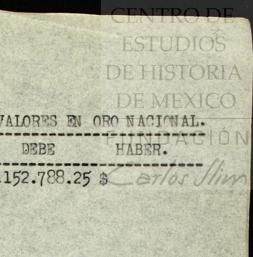 CENTRO DE
ESTUDIOS
DE HISTORIA
DE MEXICO
FUNDACIÓN
Carlos Slim
VALORES EN ORO NACIONAL.
DEBE HABER.
.152.788.25 $